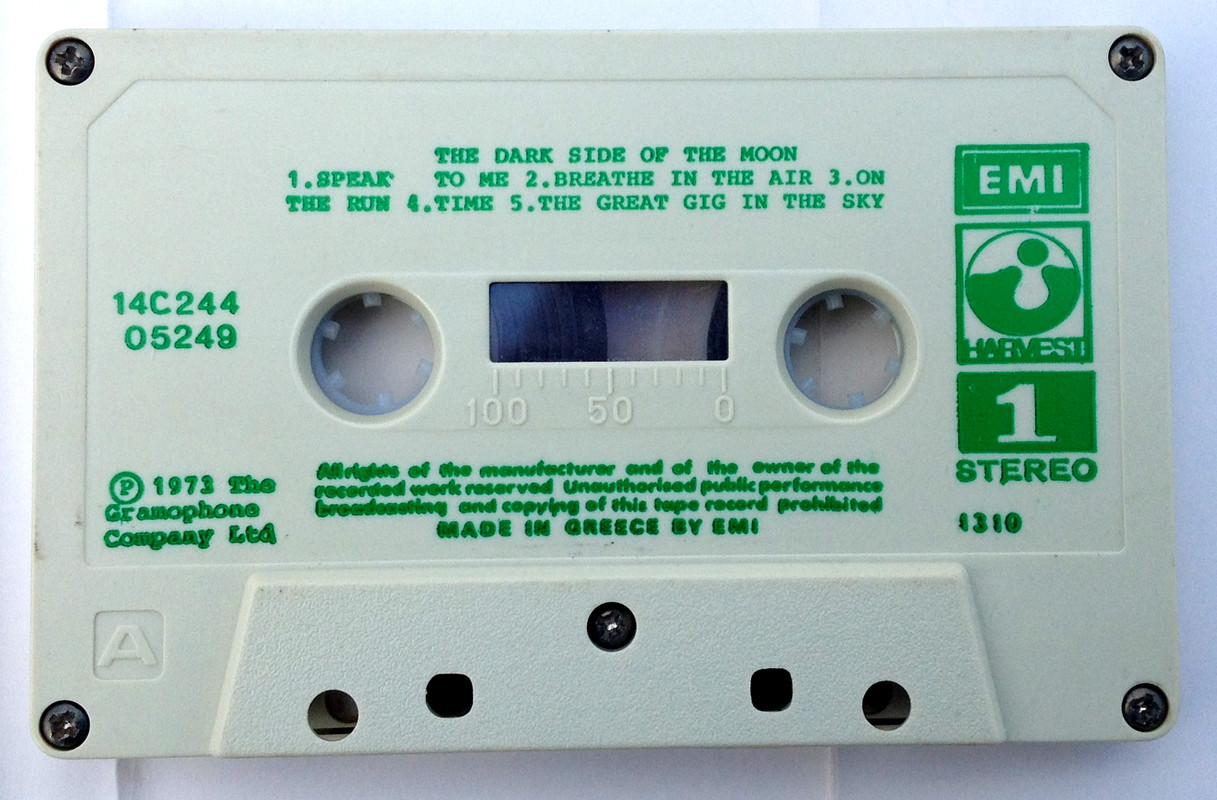 THE DARK SIDE OF THE MOON
1.SPEAK TO ME 2.BREATHE IN THE AIR 3.ON
THE RUN 4.TIME 5.THE GREAT GIG IN THE SKY
EMI
HARVEST
1
STEREO
1310
14C244
05249
100 50 0
Ⓟ 1973 The
Gramophone
Company Ltd
All rights of the manufacturer and of the owner of the
recorded work reserved Unauthorised public performance
broadcasting and copying of this tape record prohibited
MADE IN GREECE BY EMI
A